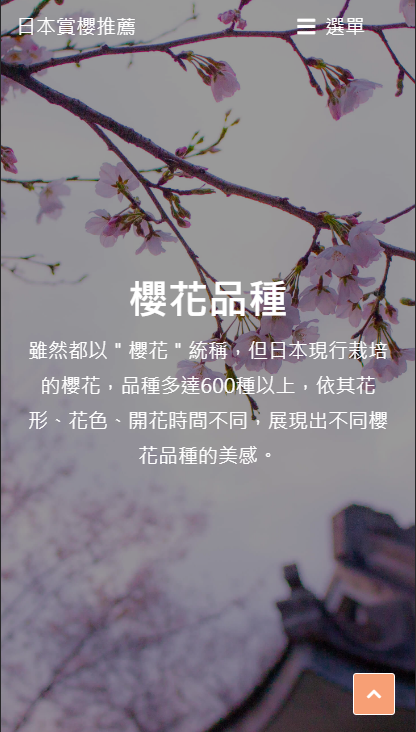 日本賞櫻推薦
選單
櫻花品種
雖然都以＂櫻花＂統稱，但日本現行栽培
的櫻花，品種多達600種以上，依其花
形、花色、開花時間不同，展現出不同櫻
花品種的美感。